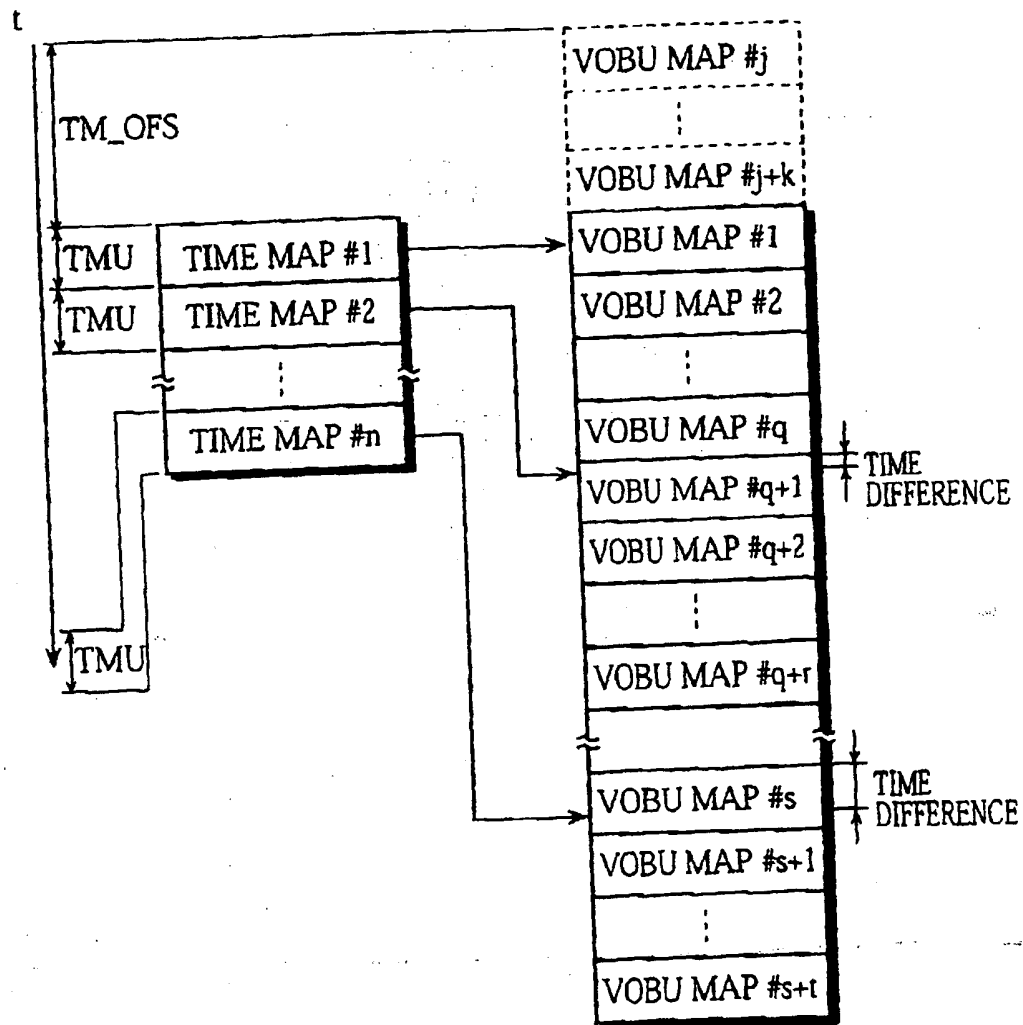 t
TM_OFS
TMU
TMU
TMU
TIME MAP #1
TIME MAP #2
TIME MAP #n
VOBU MAP #j
VOBU MAP #j+k
VOBU MAP #1
VOBU MAP #2
VOBU MAP #q
VOBU MAP #q+1
VOBU MAP #q+2
VOBU MAP #q+r
VOBU MAP #s
VOBU MAP #s+1
VOBU MAP #s+t
TIME
DIFFERENCE
TIME
DIFFERENCE